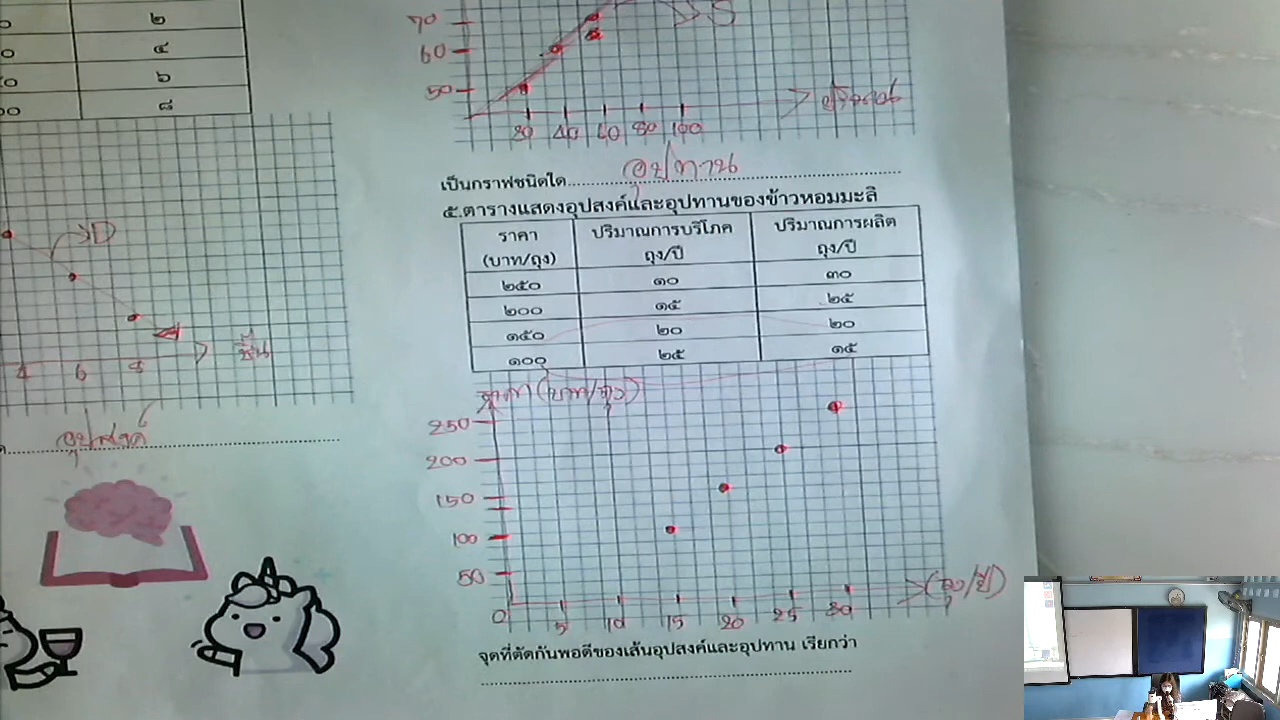 ๒
๔
๖
๘
D
4 6 8
ชิ้น
อุปสงค์
70
60
50
S
20 40 60 80 100
อุปทาน
เป็นกราฟชนิดใด
๕.ตารางแสดงอุปสงค์และอุปทานของข้าวหอมมะลิ
ราคา (บาท/ถุง) ปริมาณการบริโภค ถุง/ปี ปริมาณการผลิต ถุง/ปี
๒๕๐ ๑๐ ๓๐
๒๐๐ ๑๕ ๒๕
๑๕๐ ๒๐ ๒๐
๑๐๐ ๒๕ ๑๕
ราคา (บาท/ถุง)
250
200
150
100
50
0 5 10 15 20 25 30
(ถุง/ปี)
จุดที่ตัดกันพอดีของเส้นอุปสงค์และอุปทาน เรียกว่า